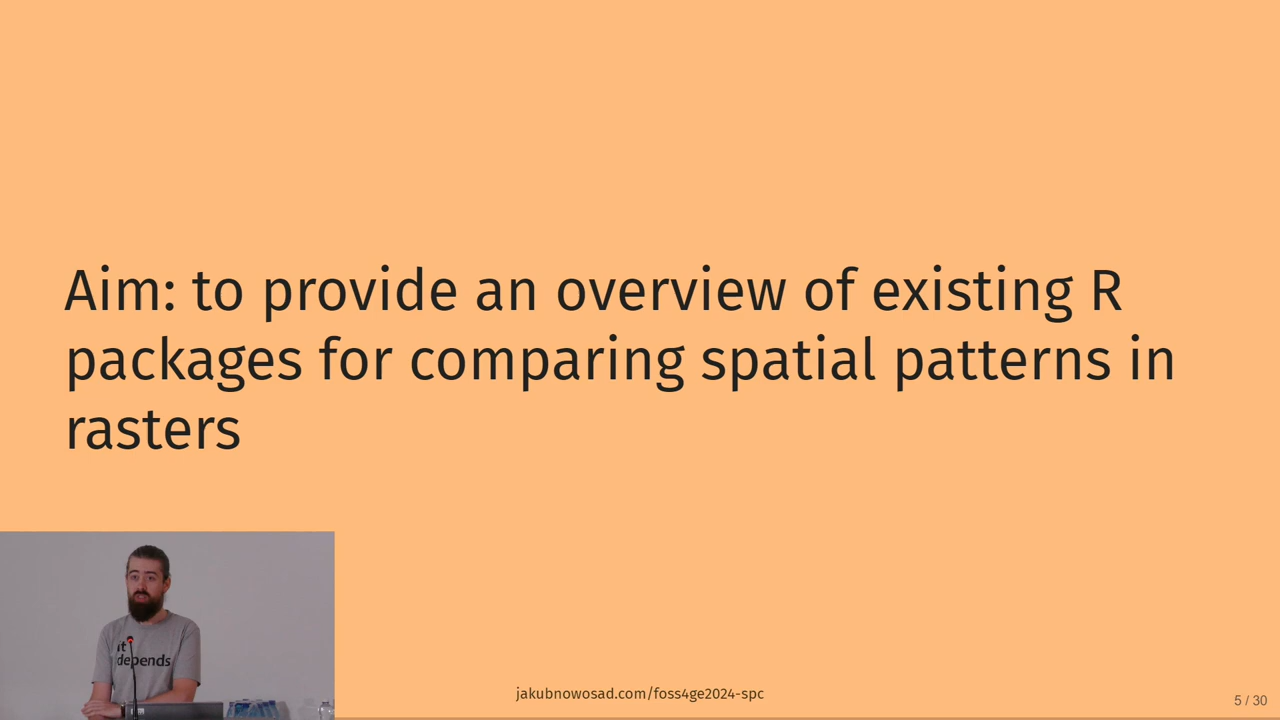 Aim: to provide an overview of existing R
packages for comparing spatial patterns in
rasters
it
depends
jakubnowosad.com/foss4ge2024-spc
5 / 30